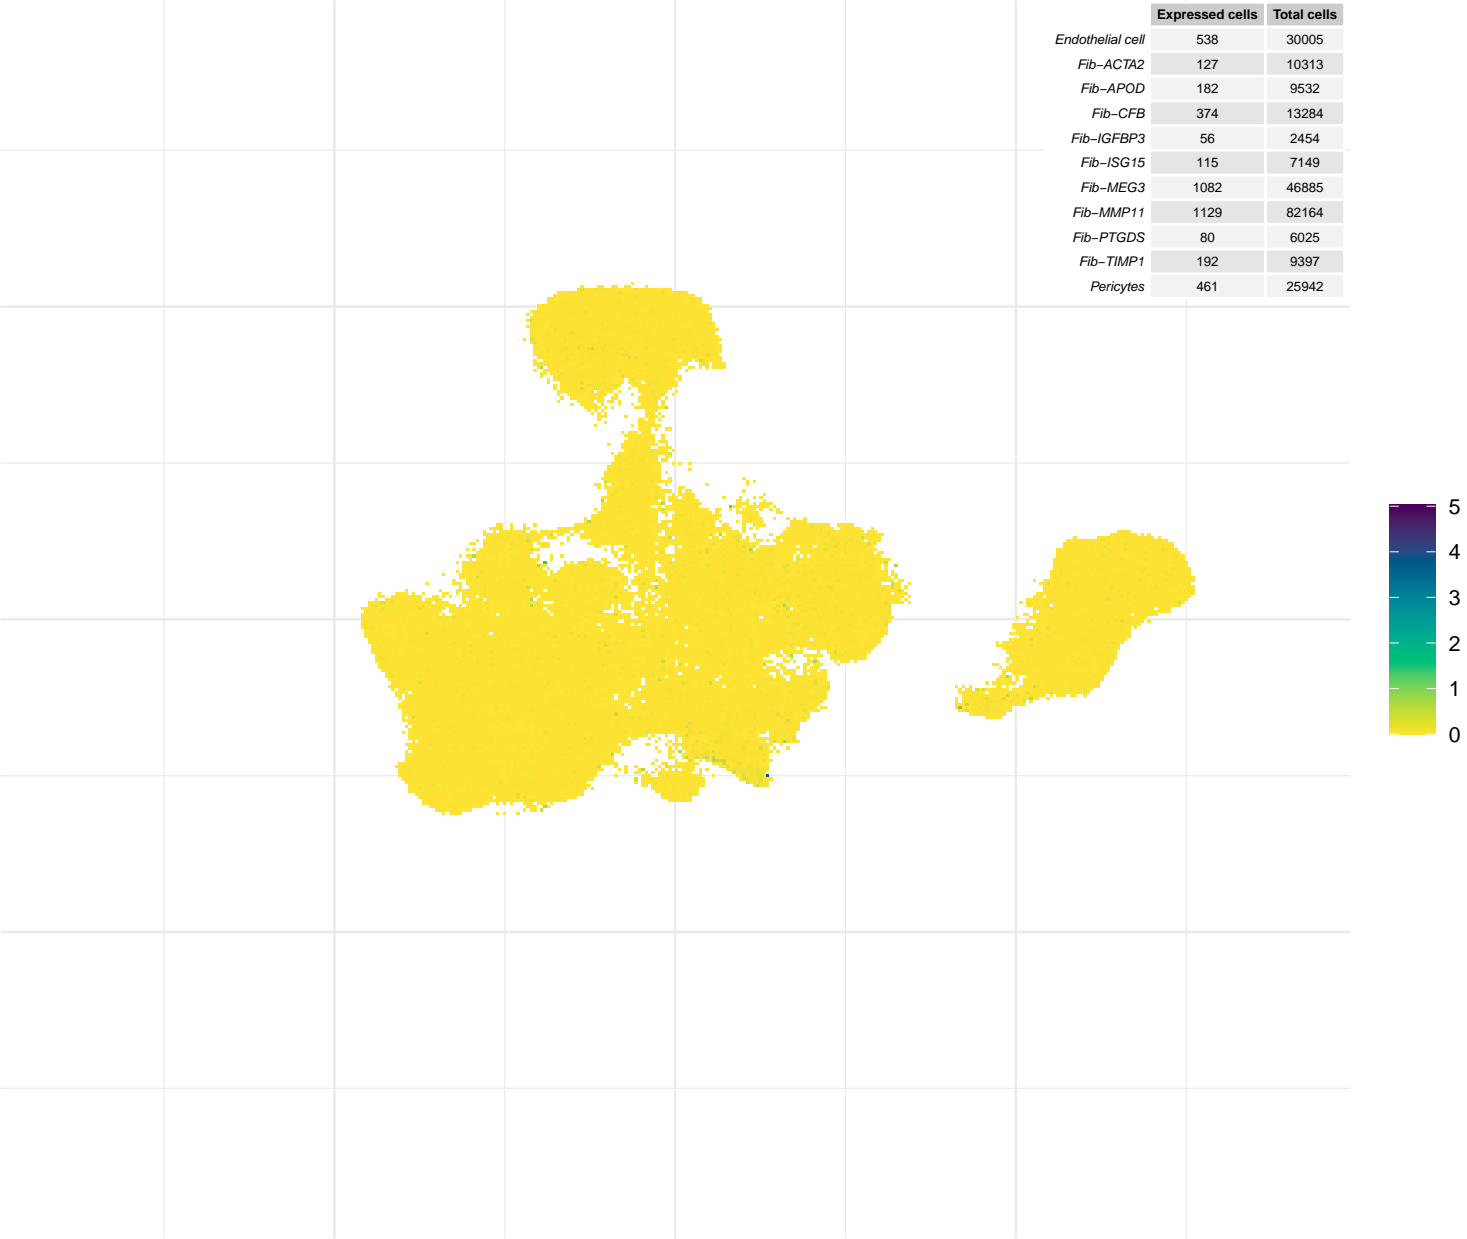 Expressed cells Total cells
Endothelial cell 538 30005
Fib−ACTA2 127 10313
Fib−APOD 182 9532
Fib−CFB 374 13284
Fib−IGFBP3 56 2454
Fib−ISG15 115 7149
Fib−MEG3 1082 46885
Fib−MMP11 1129 82164
Fib−PTGDS 80 6025
Fib−TIMP1 192 9397
Pericytes 461 25942
5
4
3
2
1
0